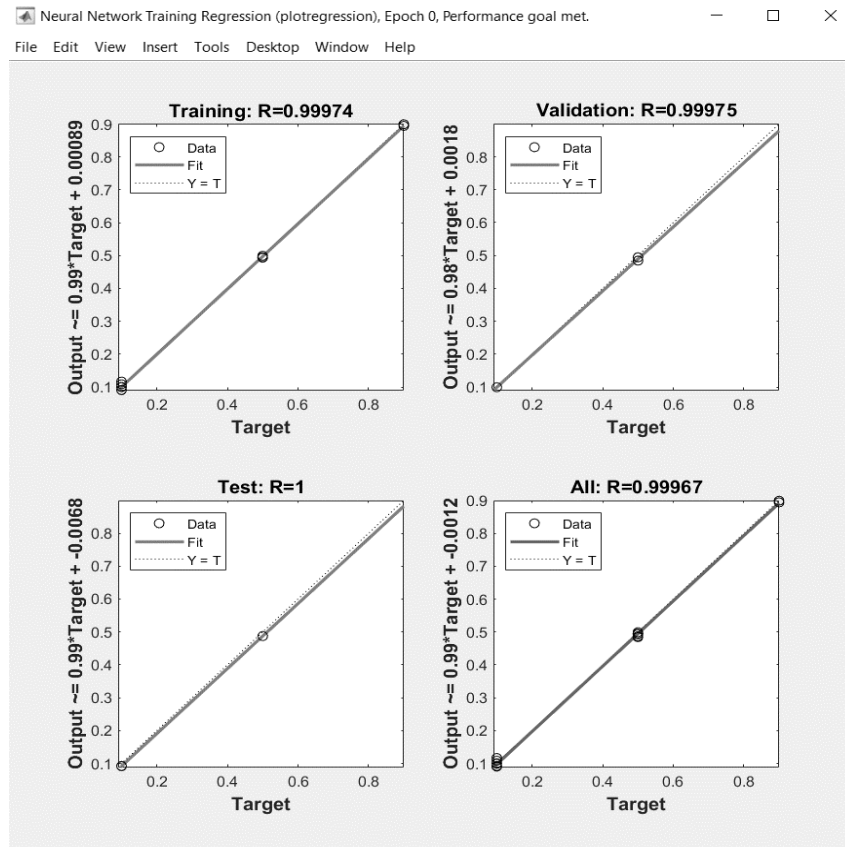 Neural Network Training Regression (plotregression), Epoch 0, Performance goal met.
File Edit View Insert Tools Desktop Window Help
Training: R=0.99974
Output ~= 0.99*Target + 0.00089
0.9
0.8
0.7
0.6
0.5
0.4
0.3
0.2
0.1
Data
Fit
Y = T
0.2 0.4 0.6 0.8
Target
Validation: R=0.99975
Output ~= 0.98*Target + 0.0018
0.8
0.7
0.6
0.5
0.4
0.3
0.2
0.1
Data
Fit
Y = T
0.2 0.4 0.6 0.8
Target
Test: R=1
Output ~= 0.99*Target + -0.0068
0.8
0.7
0.6
0.5
0.4
0.3
0.2
0.1
Data
Fit
Y = T
0.2 0.4 0.6 0.8
Target
All: R=0.99967
Output ~= 0.99*Target + -0.0012
0.9
0.8
0.7
0.6
0.5
0.4
0.3
0.2
0.1
Data
Fit
Y = T
0.2 0.4 0.6 0.8
Target